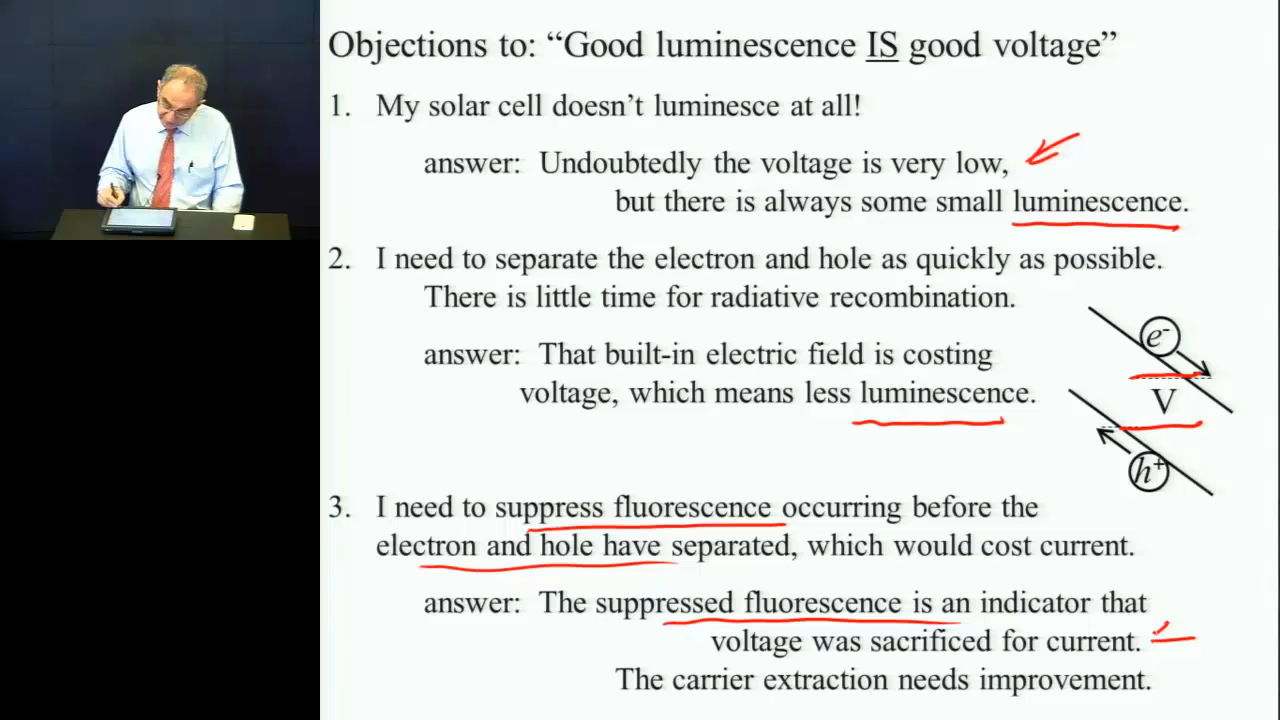 Objections to: “Good luminescence IS good voltage”
1. My solar cell doesn’t luminesce at all!
answer: Undoubtedly the voltage is very low,
but there is always some small luminescence.
2. I need to separate the electron and hole as quickly as possible.
There is little time for radiative recombination.
answer: That built-in electric field is costing
voltage, which means less luminescence.
e-
V
h+
3. I need to suppress fluorescence occurring before the
electron and hole have separated, which would cost current.
answer: The suppressed fluorescence is an indicator that
voltage was sacrificed for current.
The carrier extraction needs improvement.